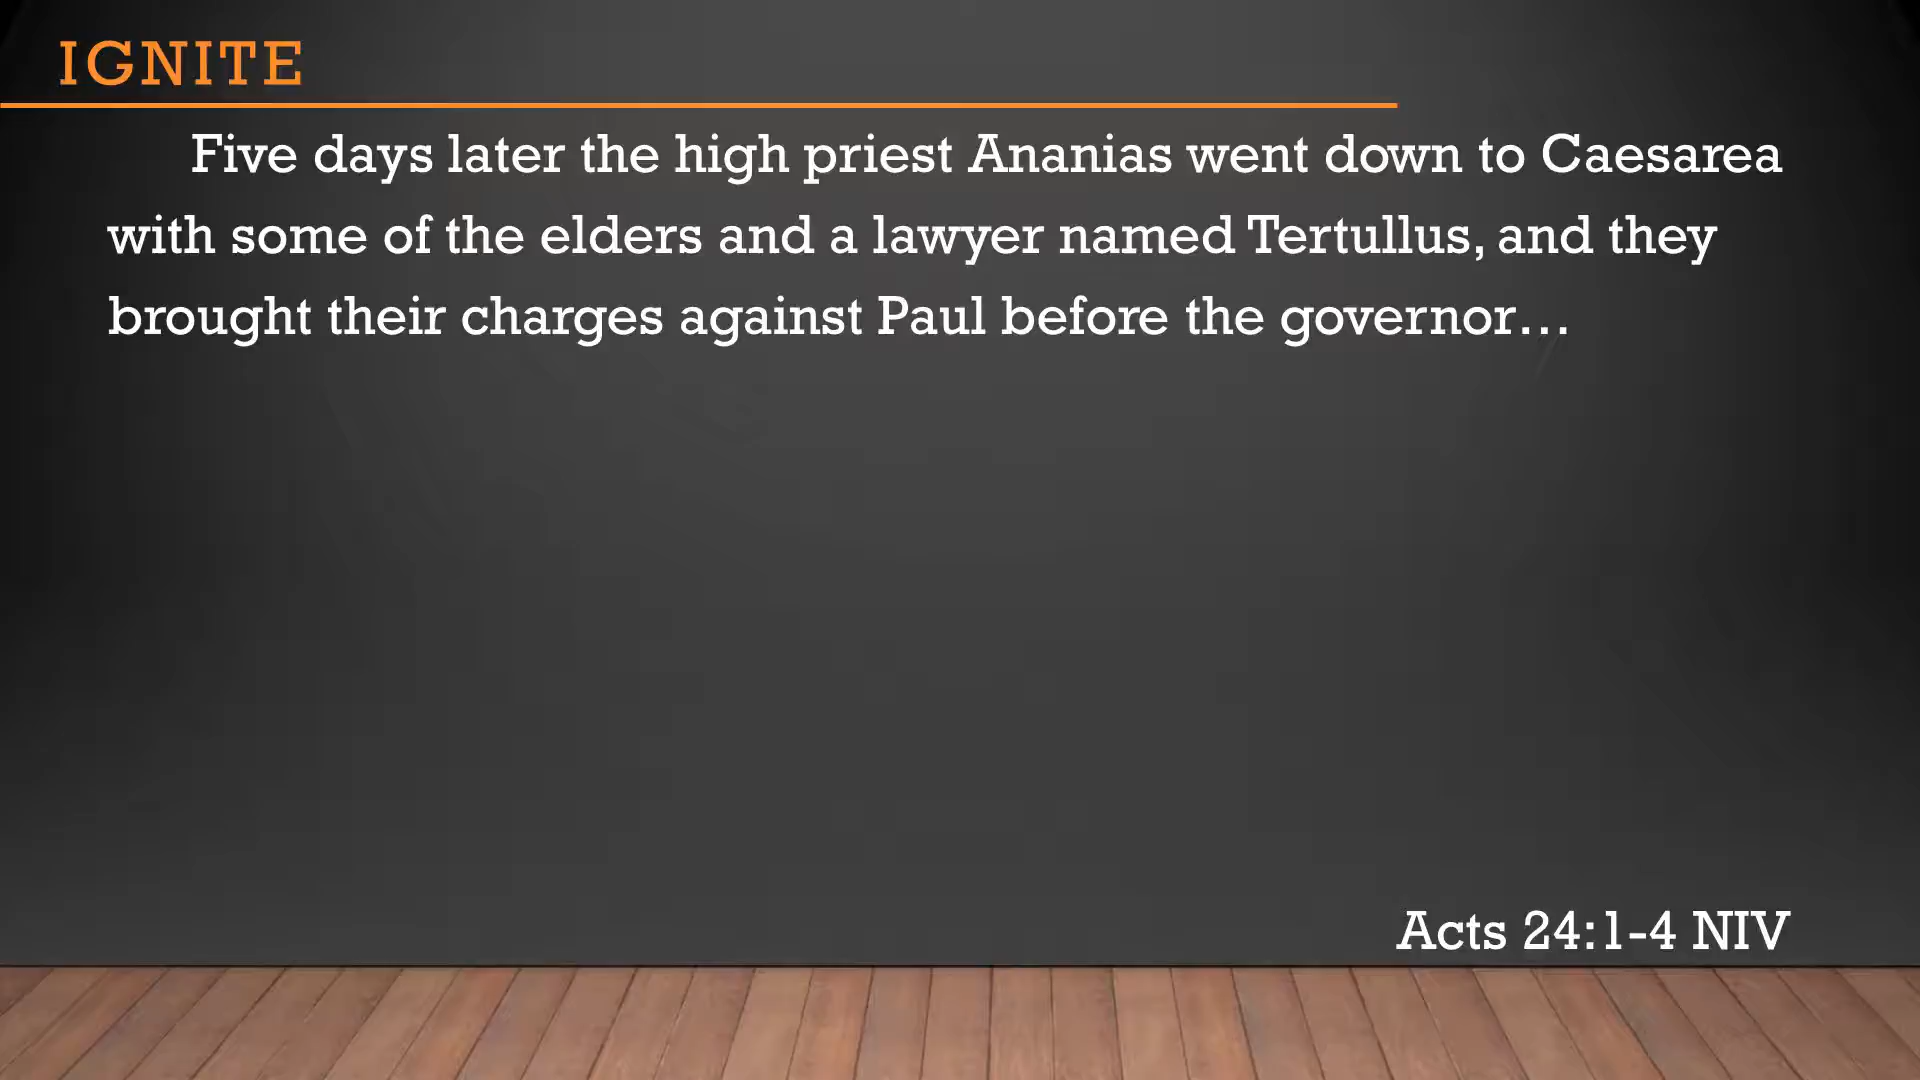 IGNITE
Five days later the high priest Ananias went down to Caesarea
with some of the elders and a lawyer named Tertullus, and they
brought their charges against Paul before the governor…
Acts 24:1-4 NIV